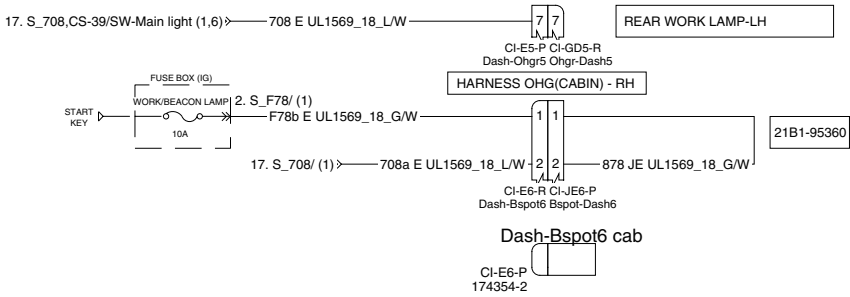 17. S_708,CS-39/SW-Main light (1,6) 708 E UL1569_18_L/W 7 7 REAR WORK LAMP-LH
CI-E5-P CI-GD5-R
Dash-Ohgr5 Ohgr-Dash5
FUSE BOX (IG)
HARNESS OHG(CABIN) - RH
WORK/BEACON LAMP 2. S_F78/ (1)
START
KEY
F78b E UL1569_18_G/W 1 1
10A
21B1-95360
17. S_708/ (1) 708a E UL1569_18_L/W 2 2 878 JE UL1569_18_G/W
CI-E6-R CI-JE6-P
Dash-Bspot6 Bspot-Dash6
Dash-Bspot6 cab
CI-E6-P
174354-2